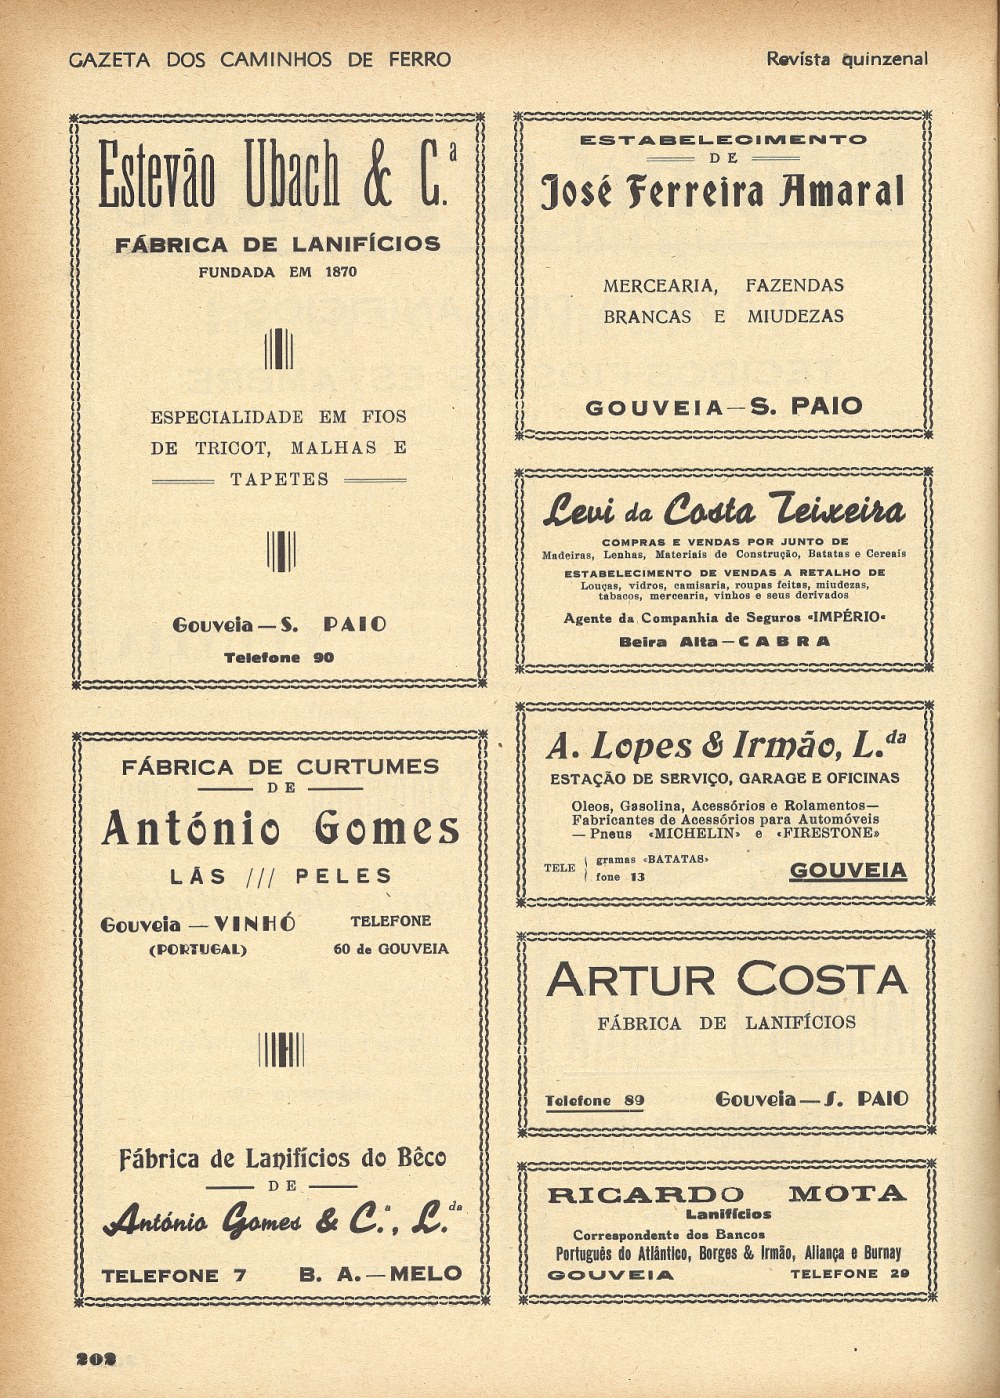 GAZETA DOS CAMINHOS DE FERRO
Revista quinzenal
Estevão Ubach & C.ª
FÁBRICA DE LANIFÍCIOS
FUNDADA EM 1870
ESPECIALIDADE EM FIOS
DE TRICOT, MALHAS E
TAPETES
Gouveia — S. PAIO
Telefone 90
FÁBRICA DE CURTUMES
DE
António Gomes
LÃS /// PELES
Gouveia — VINHÓ
(PORTUGAL)
TELEFONE
60 de GOUVEIA
Fábrica de Lanifícios do Bêco
DE
António Gomes & C.ª, L.da
TELEFONE 7 B. A. — MELO
ESTABELECIMENTO
DE
José Ferreira Amaral
MERCEARIA, FAZENDAS
BRANCAS E MIUDEZAS
GOUVEIA — S. PAIO
Levi da Costa Teixeira
COMPRAS E VENDAS POR JUNTO DE
Madeiras, Lenhas, Materiais de Construção, Batatas e Cereais
ESTABELECIMENTO DE VENDAS A RETALHO DE
Louças, vidros, camisaria, roupas feitas, miudezas,
tabacos, mercearia, vinhos e seus derivados
Agente da Companhia de Seguros «IMPÉRIO«
Beira Alta — CABRA
A. Lopes & Irmão, L.da
ESTAÇÃO DE SERVIÇO, GARAGE E OFICINAS
Oleos, Gasolina, Acessórios e Rolamentos —
Fabricantes de Acessórios para Automóveis
— Pneus «MICHELIN» e «FIRESTONE»
TELE
gramas «BATATAS»
fone 13
GOUVEIA
ARTUR COSTA
FÁBRICA DE LANIFÍCIOS
Telefone 89 Gouveia — S. PAIO
RICARDO MOTA
Lanifícios
Correspondente dos Bancos
Português do Atlântico, Borges & Irmão, Aliança e Burnay
GOUVEIA TELEFONE 29
202